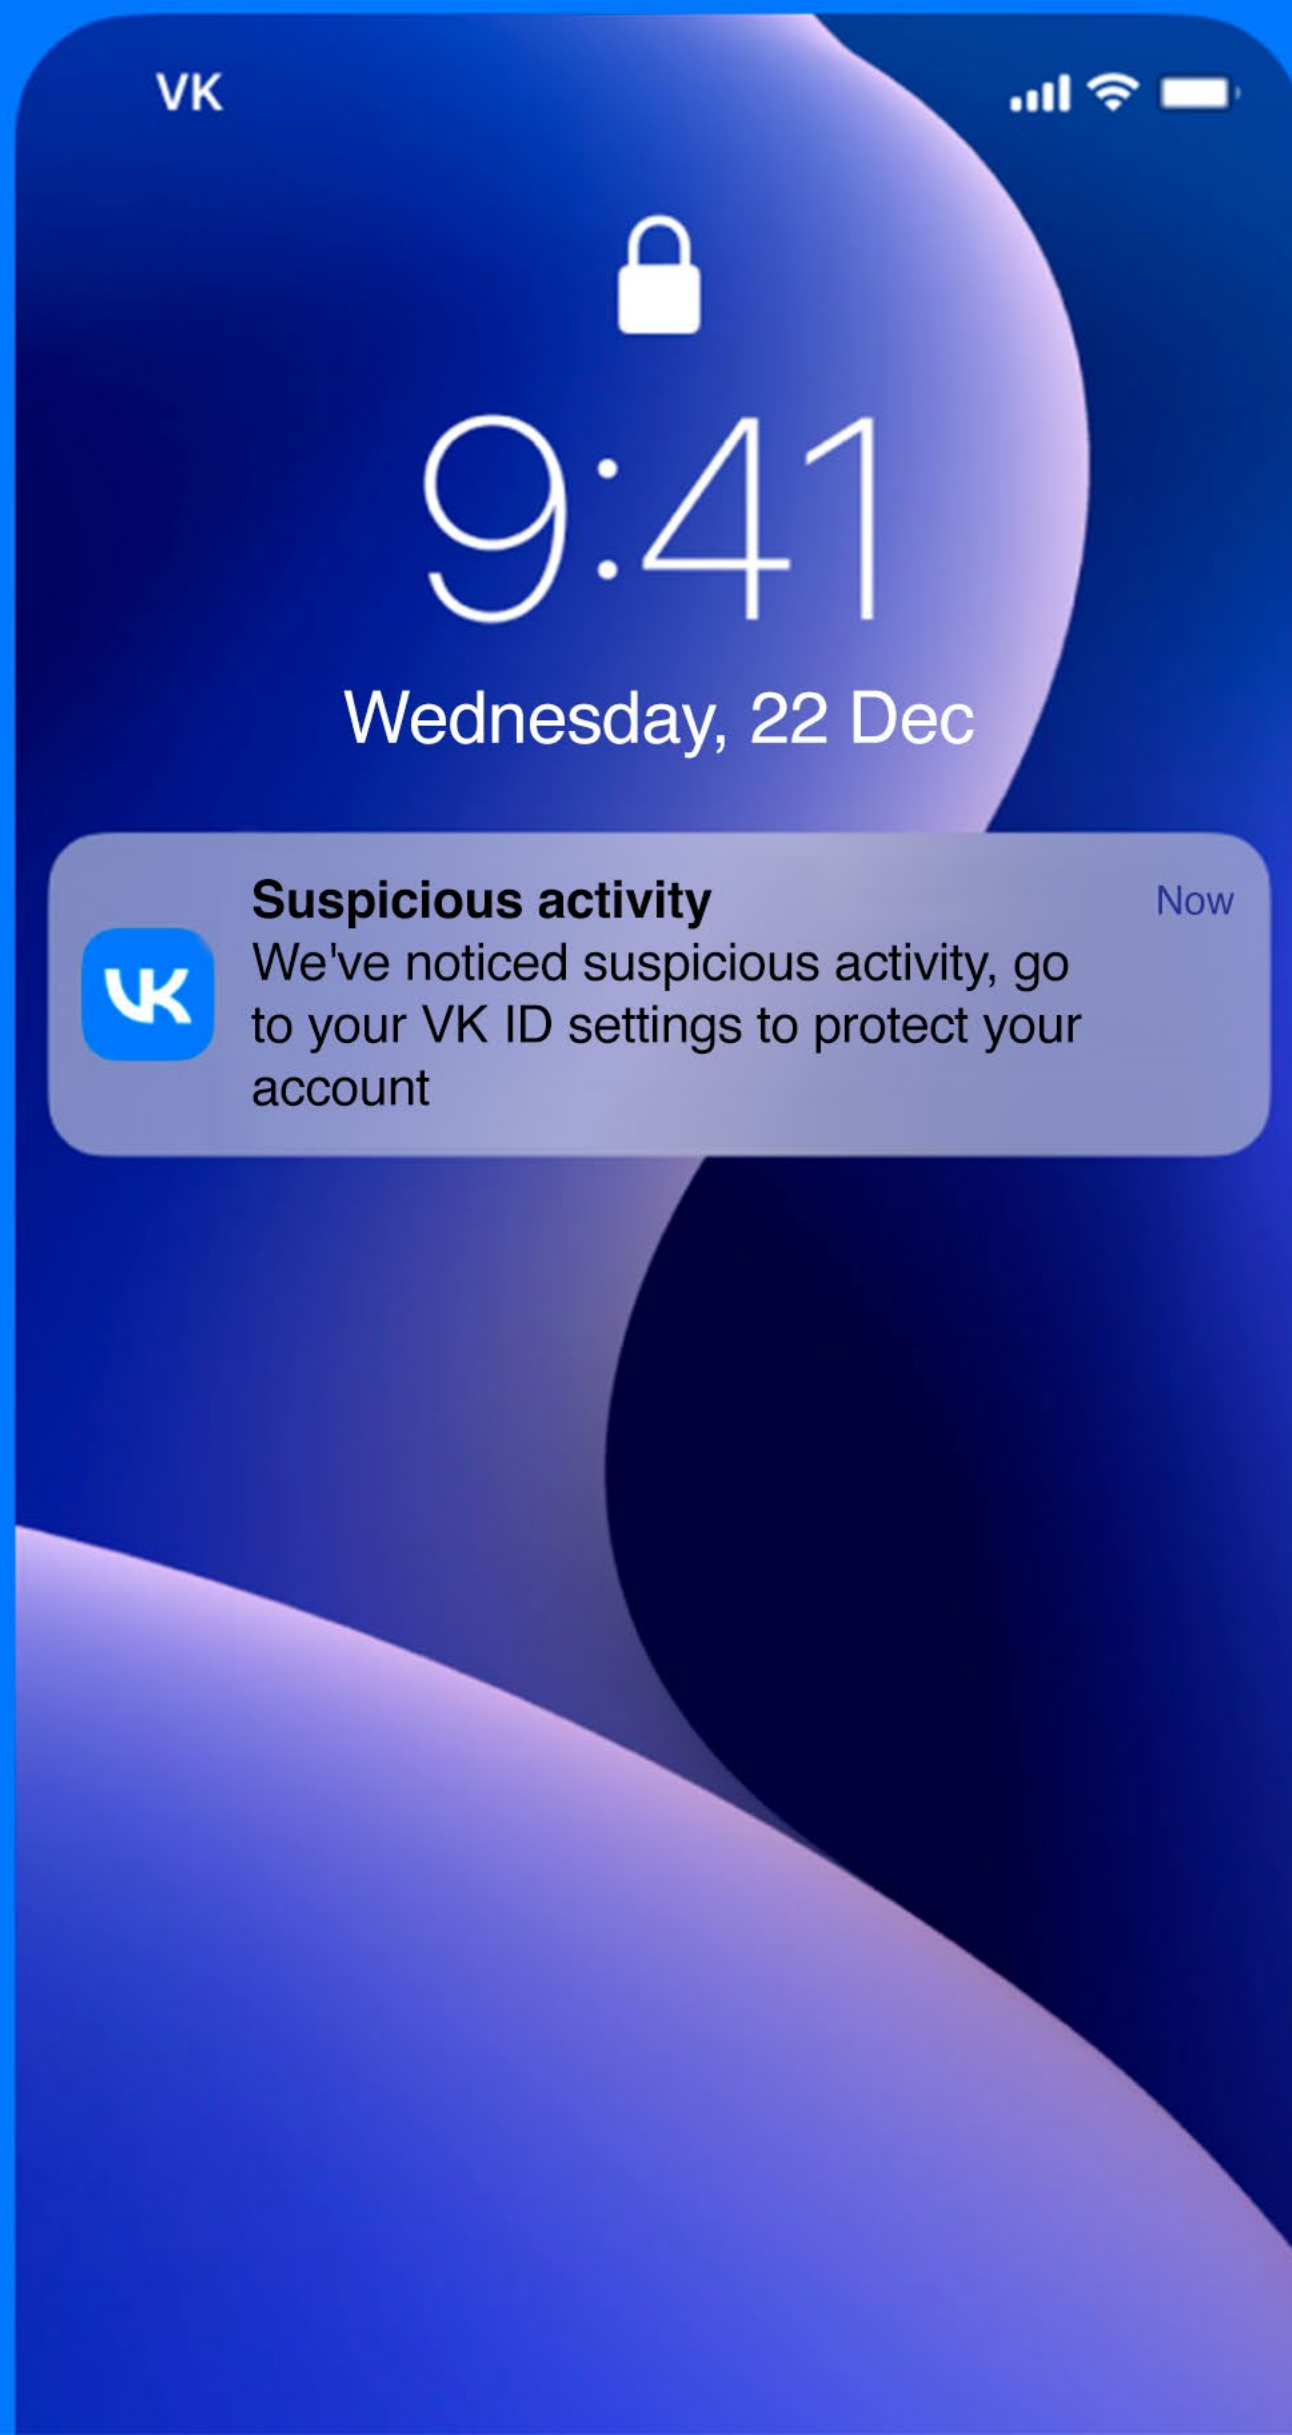 VK
9:41
Wednesday, 22 Dec
Suspicious activity
Now
We've noticed suspicious activity, go
to your VK ID settings to protect your
account
VK